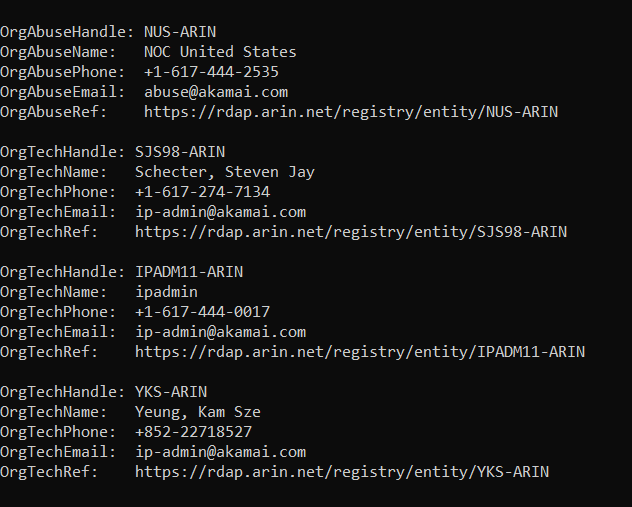 OrgAbuseHandle: NUS-ARIN
OrgAbuseName:   NOC United States
OrgAbusePhone:  +1-617-444-2535
OrgAbuseEmail:  abuse@akamai.com
OrgAbuseRef:    https://rdap.arin.net/registry/entity/NUS-ARIN

OrgTechHandle: SJS98-ARIN
OrgTechName:   Schecter, Steven Jay
OrgTechPhone:  +1-617-274-7134
OrgTechEmail:  ip-admin@akamai.com
OrgTechRef:    https://rdap.arin.net/registry/entity/SJS98-ARIN

OrgTechHandle: IPADM11-ARIN
OrgTechName:   ipadmin
OrgTechPhone:  +1-617-444-0017
OrgTechEmail:  ip-admin@akamai.com
OrgTechRef:    https://rdap.arin.net/registry/entity/IPADM11-ARIN

OrgTechHandle: YKS-ARIN
OrgTechName:   Yeung, Kam Sze
OrgTechPhone:  +852-22718527
OrgTechEmail:  ip-admin@akamai.com
OrgTechRef:    https://rdap.arin.net/registry/entity/YKS-ARIN